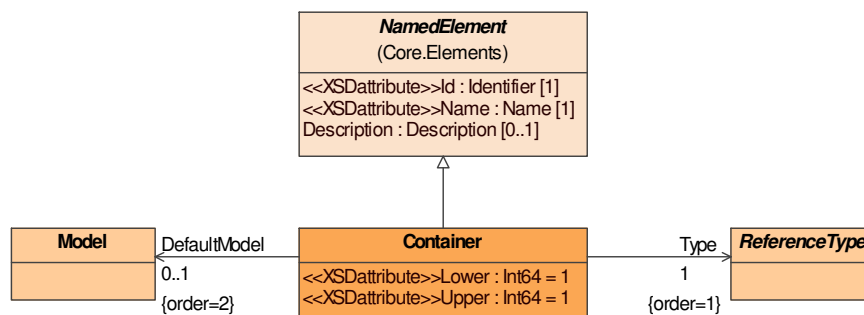 NamedElement
(Core.Elements)
<<XSDattribute>>Id : Identifier [1]
<<XSDattribute>>Name : Name [1]
Description : Description [0..1]
Model
DefaultModel
0..1
{order=2}
Container
<<XSDattribute>>Lower : Int64 = 1
<<XSDattribute>>Upper : Int64 = 1
Type
1
{order=1}
ReferenceType